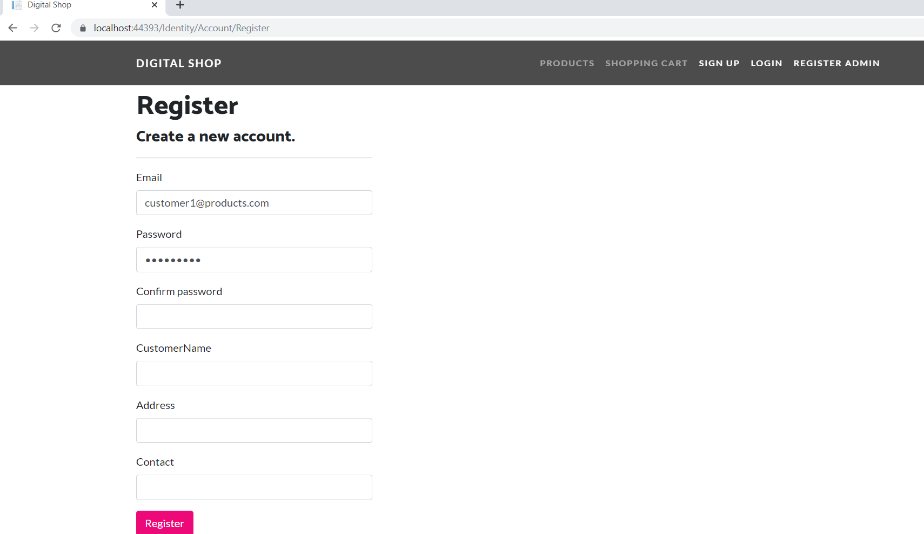 Digital Shop
localhost:44393/Identity/Account/Register
DIGITAL SHOP PRODUCTS SHOPPING CART SIGN UP LOGIN REGISTER ADMIN
Register
Create a new account.
Email
customer1@products.com
Password
•••••••••
Confirm password
CustomerName
Address
Contact
Register